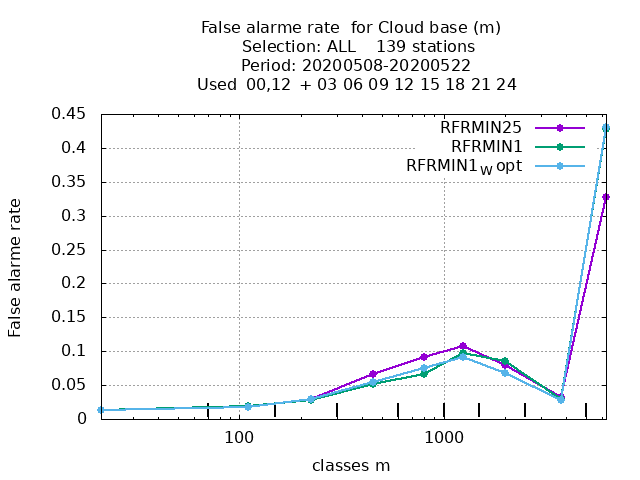 False alarme rate  for Cloud base (m)
Selection: ALL    139 stations
Period: 20200508-20200522
Used  00,12  + 03 06 09 12 15 18 21 24
RFRMIN25
RFRMIN1
RFRMIN1W opt
0.45
0.4
0.35
0.3
0.25
0.2
0.15
0.1
0.05
0
False alarme rate
100
1000
classes m